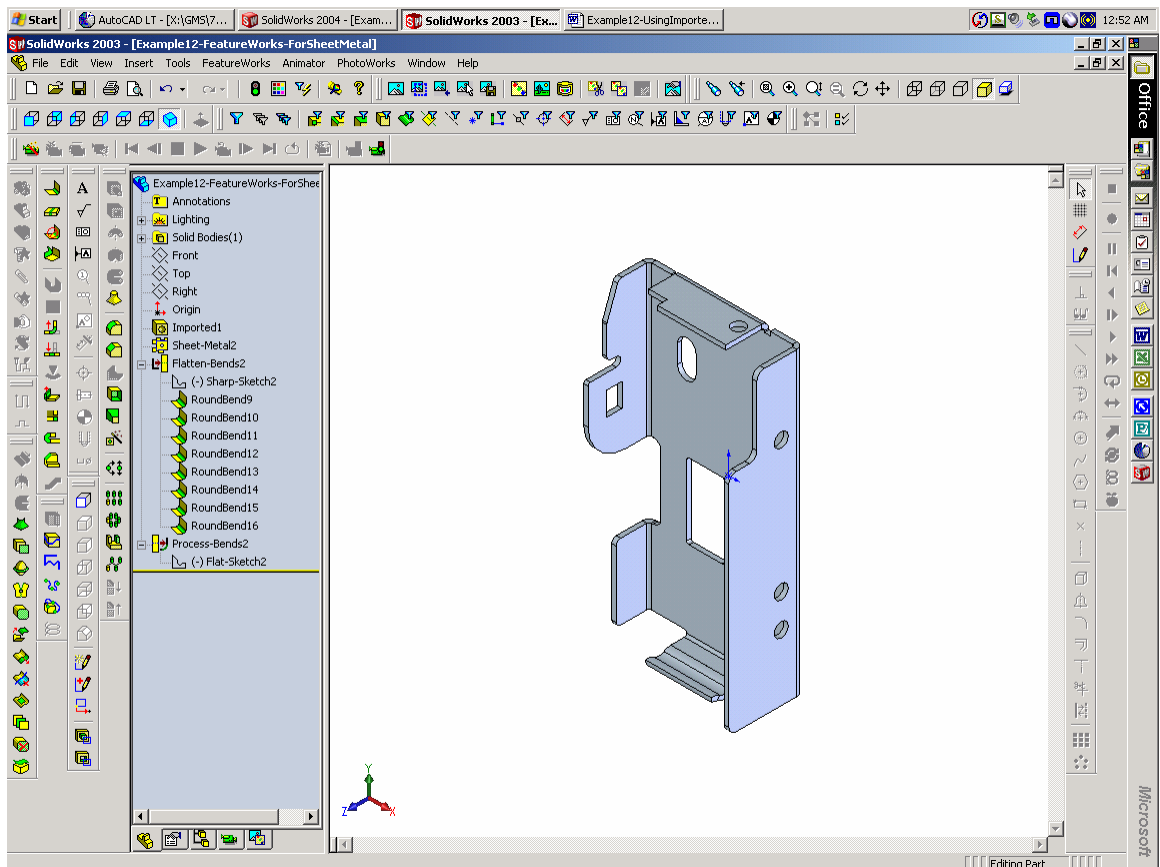 Start
AutoCAD LT - [X:\GMS\7...
SolidWorks 2004 - [Exam...
SolidWorks 2003 - [Ex...
Example12-UsingImporte...
12:52 AM
SolidWorks 2003 - [Example12-FeatureWorks-ForSheetMetal]
File Edit View Insert Tools FeatureWorks Animator PhotoWorks Window Help
Office
Example12-FeatureWorks-ForShee
Annotations
Lighting
Solid Bodies(1)
Front
Top
Right
Origin
Imported1
Sheet-Metal2
Flatten-Bends2
(-) Sharp-Sketch2
RoundBend9
RoundBend10
RoundBend11
RoundBend12
RoundBend13
RoundBend14
RoundBend15
RoundBend16
Process-Bends2
(-) Flat-Sketch2
Y
Z
X
Microsoft
Editing Part